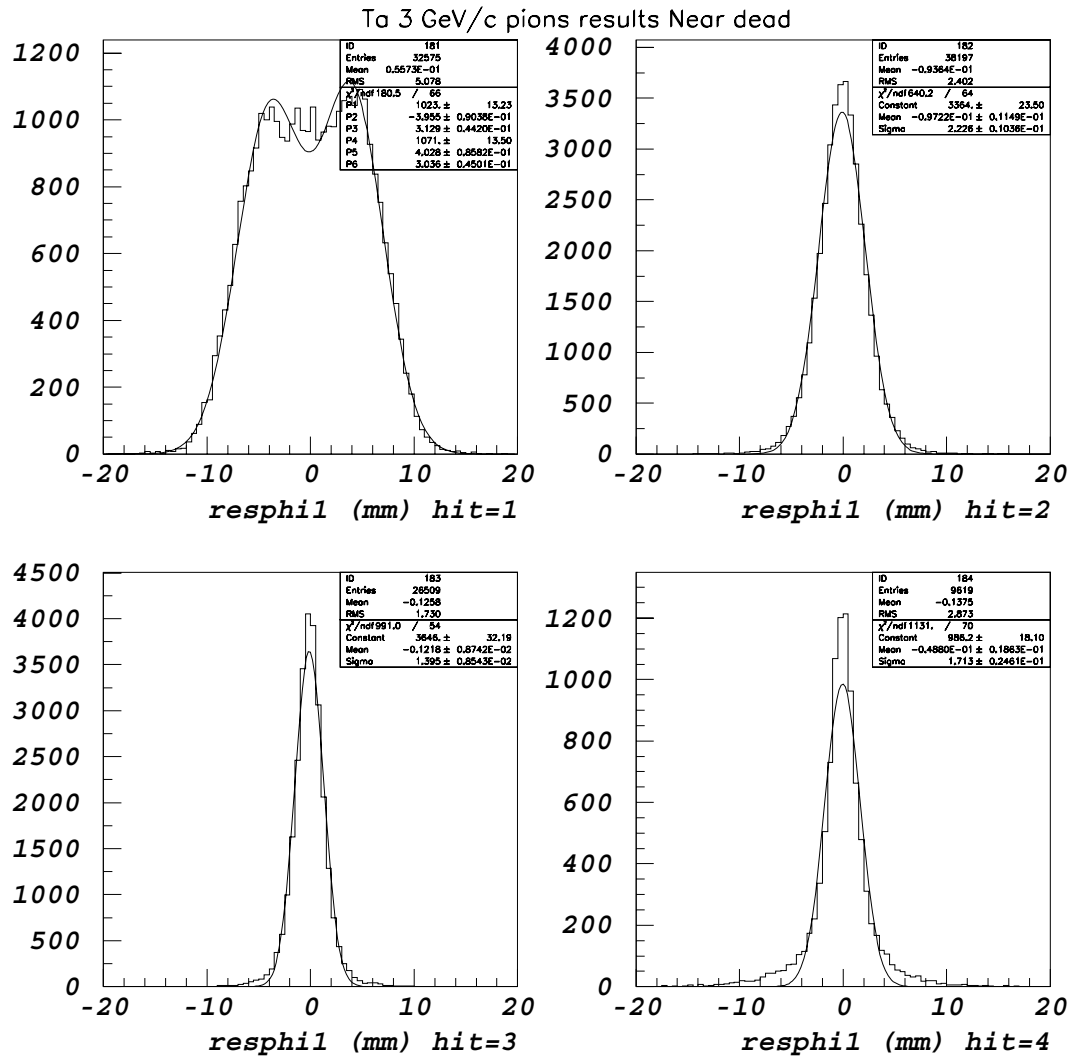 Ta 3 GeV/c pions results Near dead
ID 181
Entries 32575
Mean 0.5573E-01
RMS 5.078
χ²/ndf 180.5 / 66
P1 1023. ± 13.23
P2 -3.955 ± 0.9038E-01
P3 3.129 ± 0.4420E-01
P4 1071. ± 13.50
P5 4.028 ± 0.8582E-01
P6 3.036 ± 0.4501E-01
1200
1000
800
600
400
200
0
-20 -10 0 10 20
resphi1 (mm) hit=1
ID 182
Entries 38197
Mean -0.9364E-01
RMS 2.402
χ²/ndf 640.2 / 64
Constant 3364. ± 23.50
Mean -0.9722E-01 ± 0.1149E-01
Sigma 2.226 ± 0.1036E-01
4000
3500
3000
2500
2000
1500
1000
500
0
-20 -10 0 10 20
resphi1 (mm) hit=2
ID 183
Entries 26509
Mean -0.1258
RMS 1.730
χ²/ndf 991.0 / 54
Constant 3646. ± 32.19
Mean -0.1218 ± 0.8742E-02
Sigma 1.395 ± 0.8543E-02
4500
4000
3500
3000
2500
2000
1500
1000
500
0
-20 -10 0 10 20
resphi1 (mm) hit=3
ID 184
Entries 9619
Mean -0.1375
RMS 2.873
χ²/ndf 1131. / 70
Constant 986.2 ± 18.10
Mean -0.4880E-01 ± 0.1863E-01
Sigma 1.713 ± 0.2461E-01
1200
1000
800
600
400
200
0
-20 -10 0 10 20
resphi1 (mm) hit=4